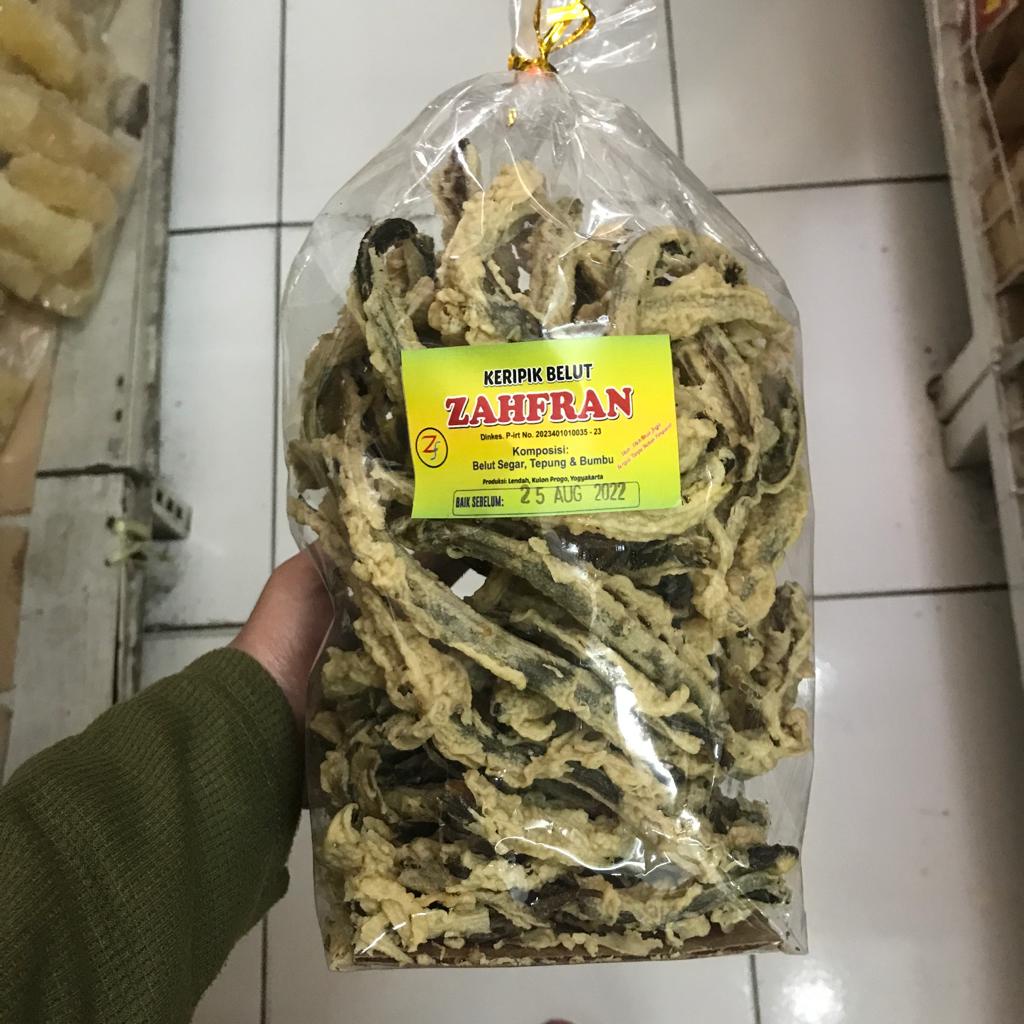 KERIPIK BELUT
ZAHFRAN
Dinkes. P-irt No. 2023401010035 - 23
Zf
Komposisi:
Belut Segar, Tepung & Bumbu
Produksi: Lendah, Kulon Progo, Yogyakarta
BAIK SEBELUM: 25 AUG 2022